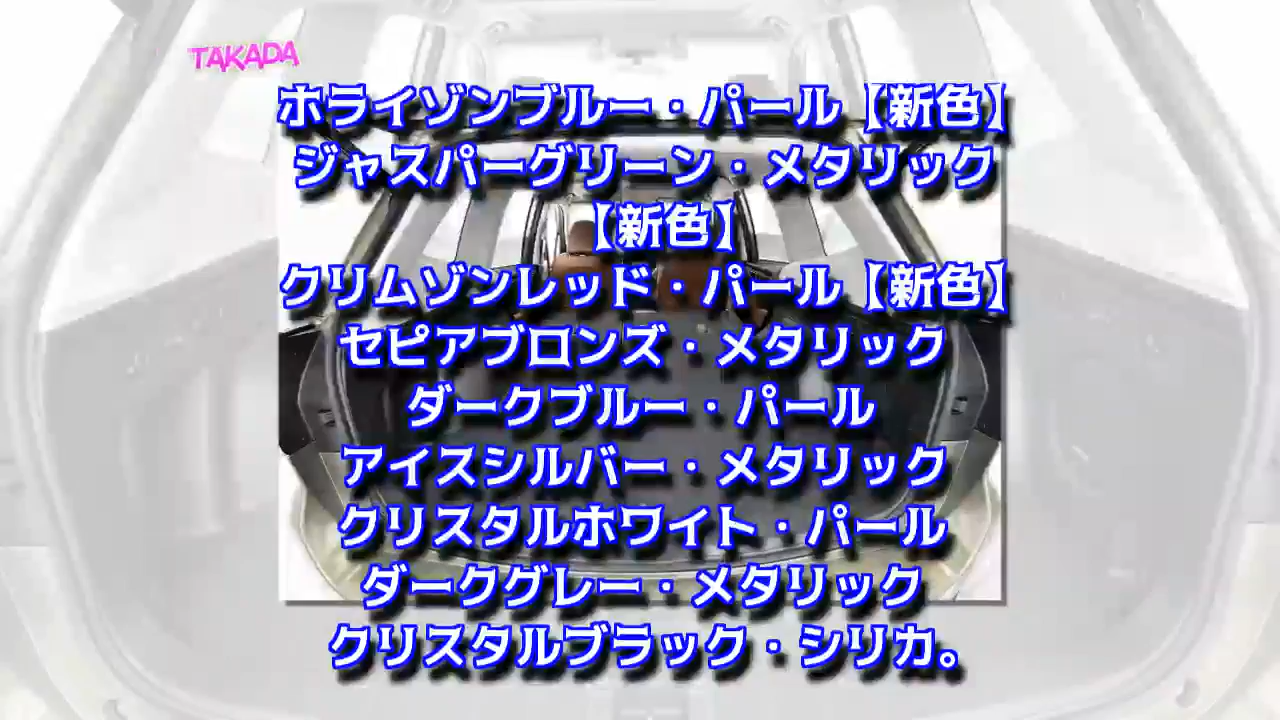 TAKADA
ホライゾンブルー・パール【新色】
ジャスパーグリーン・メタリック
【新色】
クリムゾンレッド・パール【新色】
セピアブロンズ・メタリック
ダークブルー・パール
アイスシルバー・メタリック
クリスタルホワイト・パール
ダークグレー・メタリック
クリスタルブラック・シリカ。